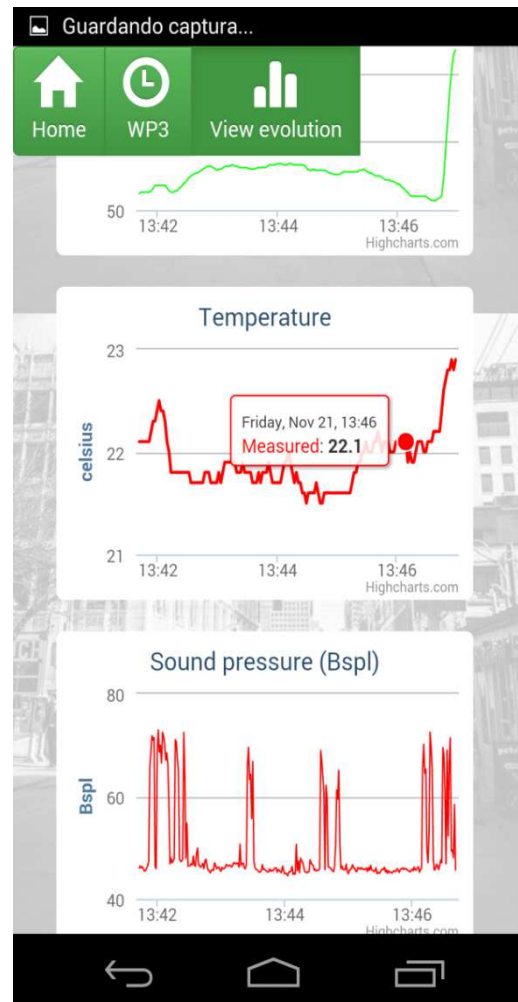 Guardando captura...
Home
WP3
View evolution
50
13:42
13:44
13:46
Highcharts.com
Temperature
celsius
23
22
21
Friday, Nov 21, 13:46
Measured: 22.1
13:42
13:44
13:46
Highcharts.com
Sound pressure (Bspl)
Bspl
80
60
40
13:42
13:44
13:46
Highcharts.com